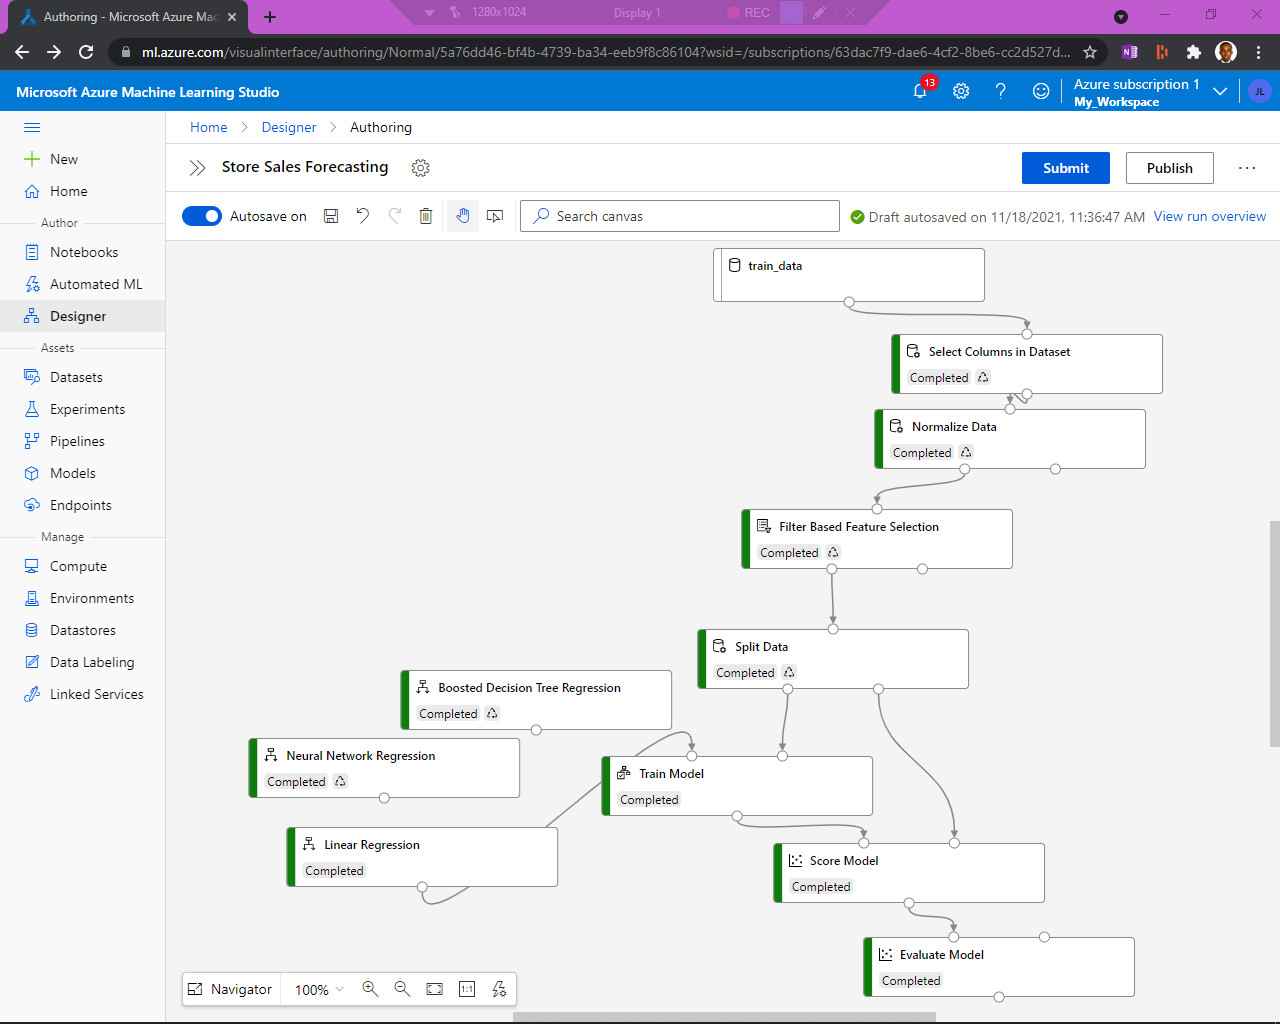 Authoring - Microsoft Azure Mac
1280x1024
Display 1
REC
ml.azure.com/visualinterface/authoring/Normal/5a76dd46-bf4b-4739-ba34-eeb9f8c86104?wsid=/subscriptions/63dac7f9-dae6-4cf2-8be6-cc2d527d...
Microsoft Azure Machine Learning Studio
13
Azure subscription 1
My_Workspace
JL
Home > Designer > Authoring
Store Sales Forecasting
Submit
Publish
Autosave on
Search canvas
Draft autosaved on 11/18/2021, 11:36:47 AM
View run overview
New
Home
Author
Notebooks
Automated ML
Designer
Assets
Datasets
Experiments
Pipelines
Models
Endpoints
Manage
Compute
Environments
Datastores
Data Labeling
Linked Services
train_data
Select Columns in Dataset
Completed
Normalize Data
Completed
Filter Based Feature Selection
Completed
Split Data
Completed
Boosted Decision Tree Regression
Completed
Neural Network Regression
Completed
Train Model
Completed
Linear Regression
Completed
Score Model
Completed
Evaluate Model
Completed
Navigator
100%
1:1